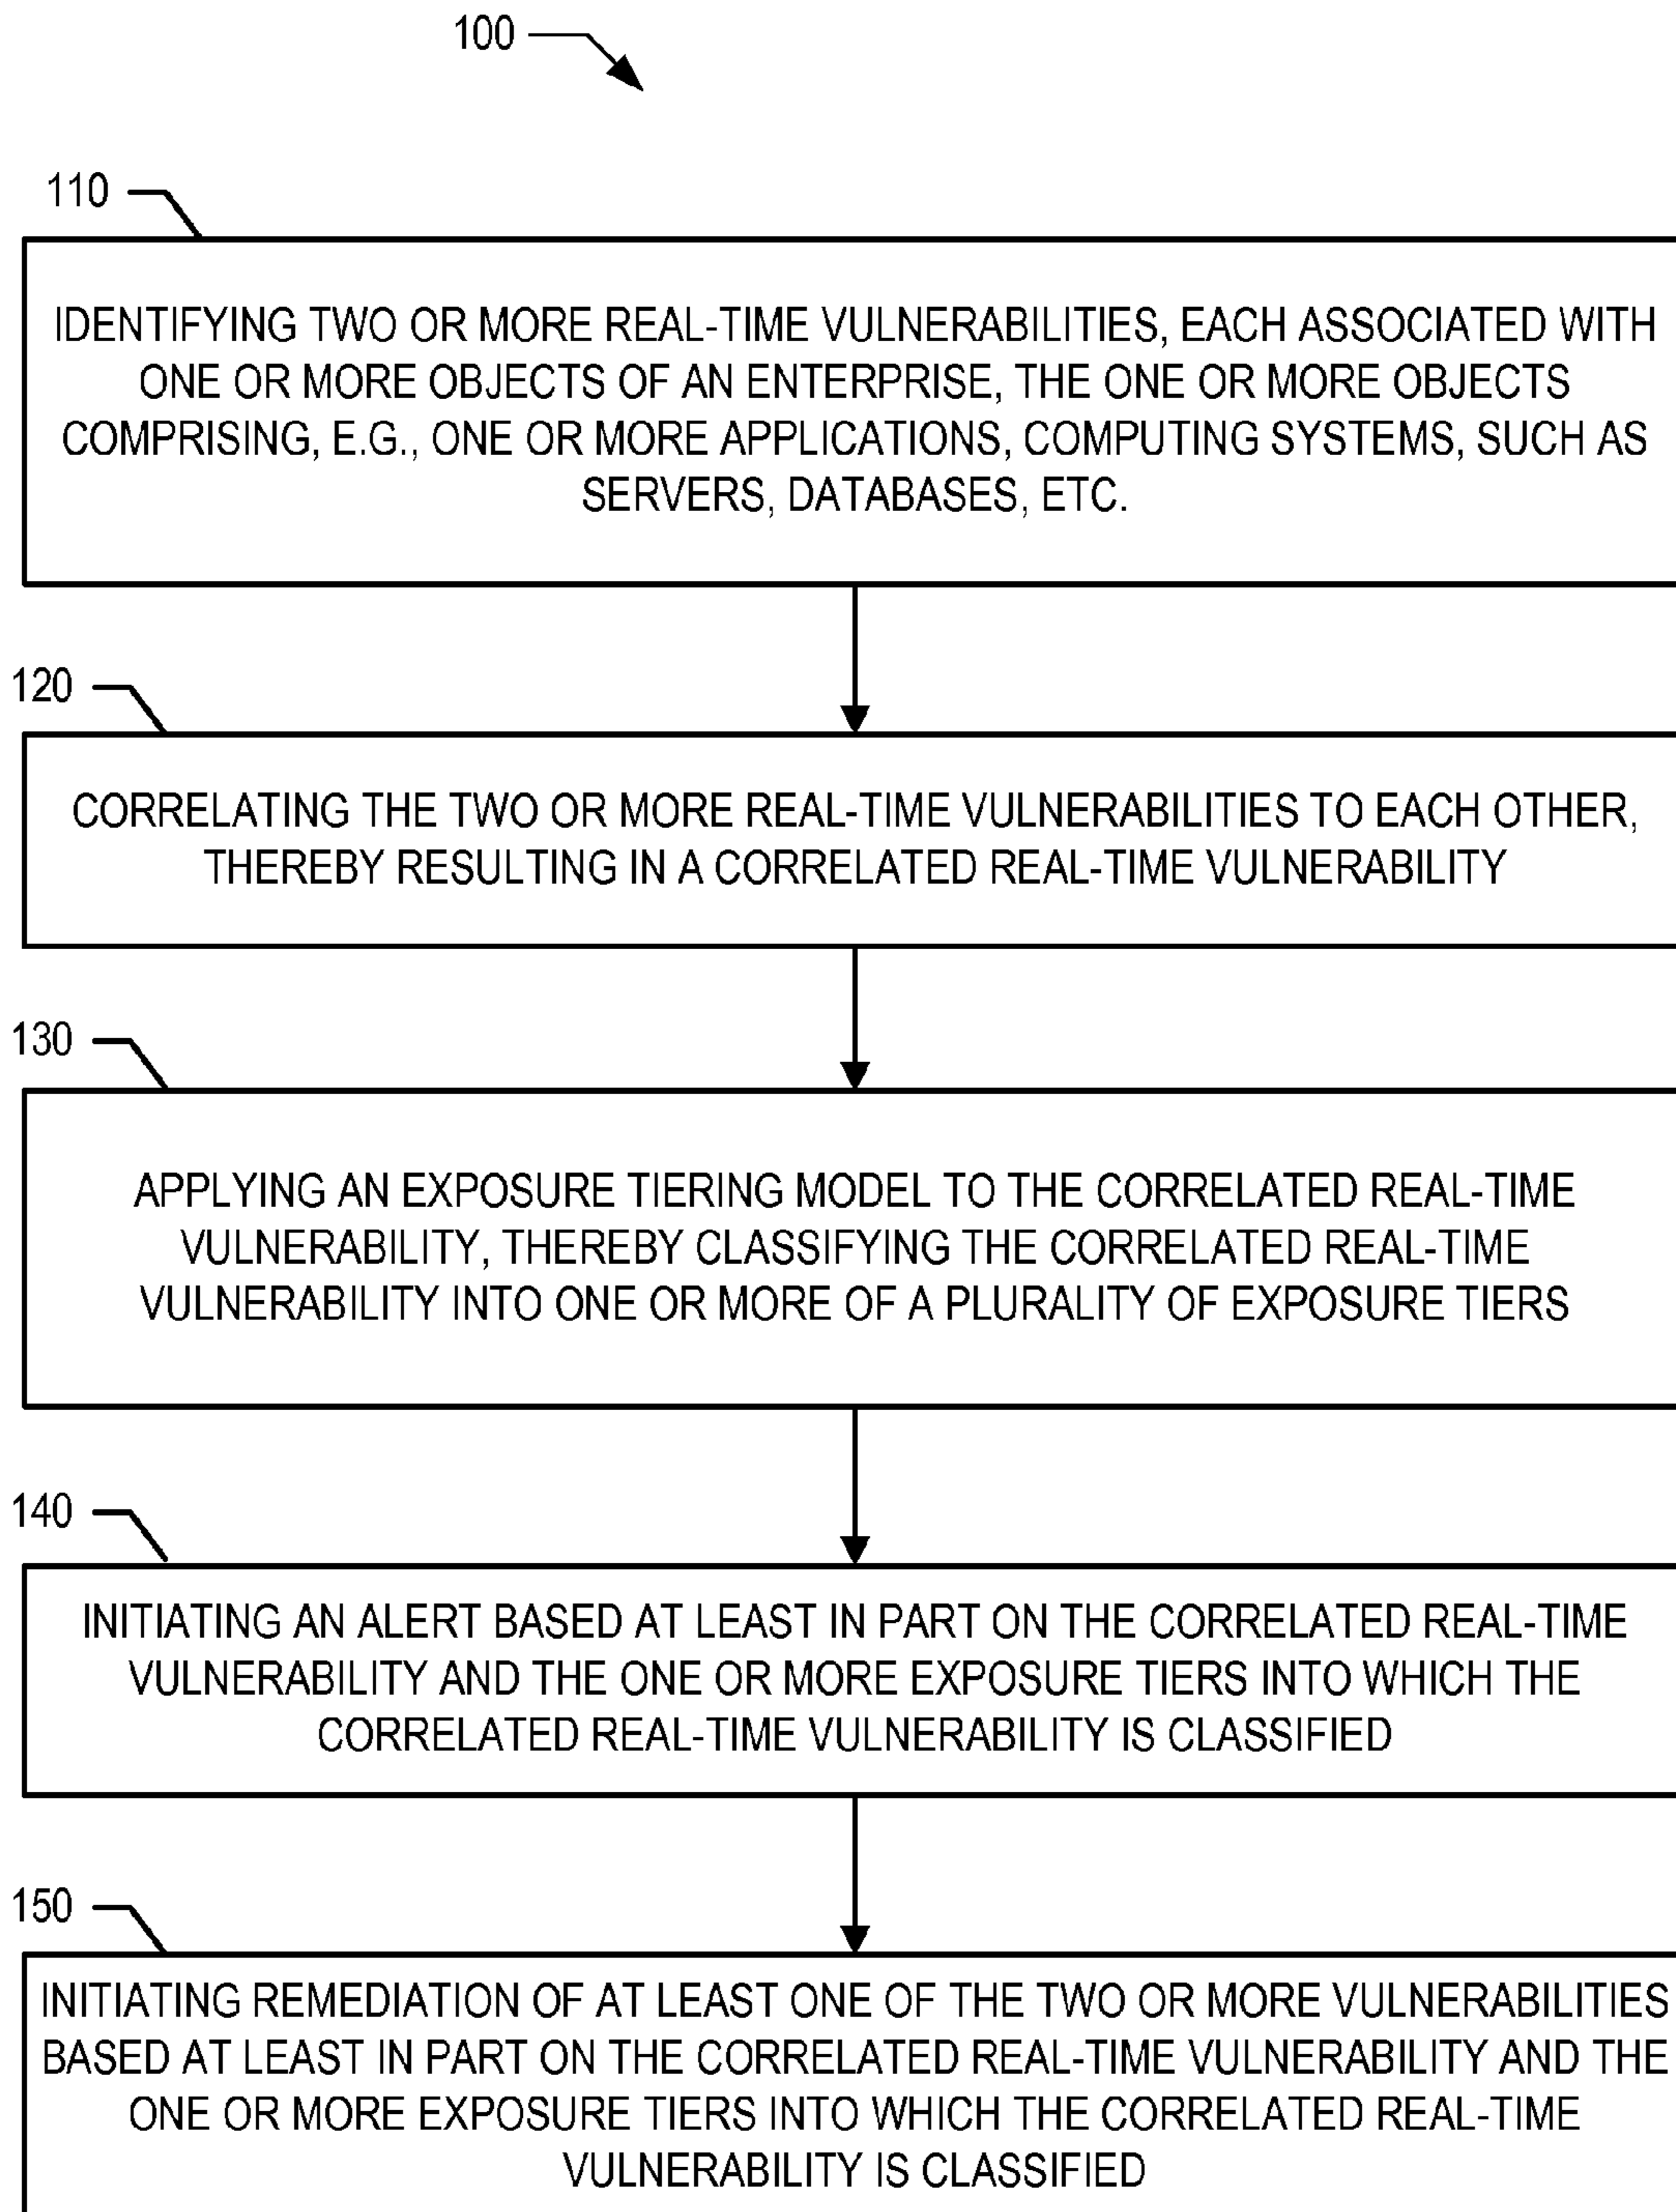 100
110
IDENTIFYING TWO OR MORE REAL-TIME VULNERABILITIES, EACH ASSOCIATED WITH
ONE OR MORE OBJECTS OF AN ENTERPRISE, THE ONE OR MORE OBJECTS
COMPRISING, E.G., ONE OR MORE APPLICATIONS, COMPUTING SYSTEMS, SUCH AS
SERVERS, DATABASES, ETC.
120
CORRELATING THE TWO OR MORE REAL-TIME VULNERABILITIES TO EACH OTHER,
THEREBY RESULTING IN A CORRELATED REAL-TIME VULNERABILITY
130
APPLYING AN EXPOSURE TIERING MODEL TO THE CORRELATED REAL-TIME
VULNERABILITY, THEREBY CLASSIFYING THE CORRELATED REAL-TIME
VULNERABILITY INTO ONE OR MORE OF A PLURALITY OF EXPOSURE TIERS
140
INITIATING AN ALERT BASED AT LEAST IN PART ON THE CORRELATED REAL-TIME
VULNERABILITY AND THE ONE OR MORE EXPOSURE TIERS INTO WHICH THE
CORRELATED REAL-TIME VULNERABILITY IS CLASSIFIED
150
INITIATING REMEDIATION OF AT LEAST ONE OF THE TWO OR MORE VULNERABILITIES
BASED AT LEAST IN PART ON THE CORRELATED REAL-TIME VULNERABILITY AND THE
ONE OR MORE EXPOSURE TIERS INTO WHICH THE CORRELATED REAL-TIME
VULNERABILITY IS CLASSIFIED